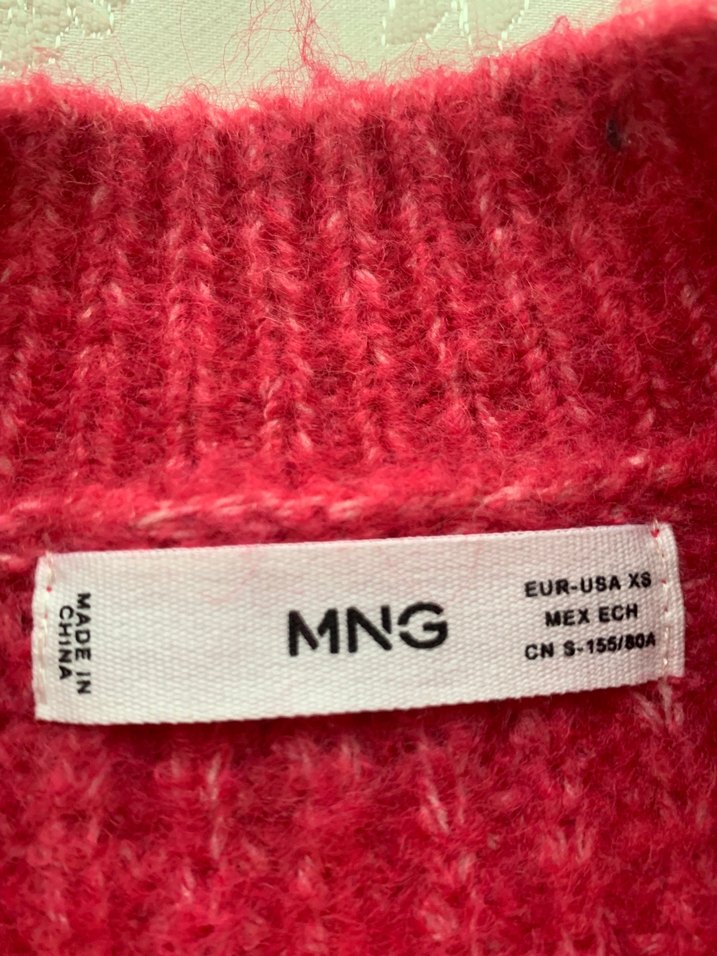 MADE IN
CHINA
MNG
EUR-USA XS
MEX ECH
CN S-155/80A